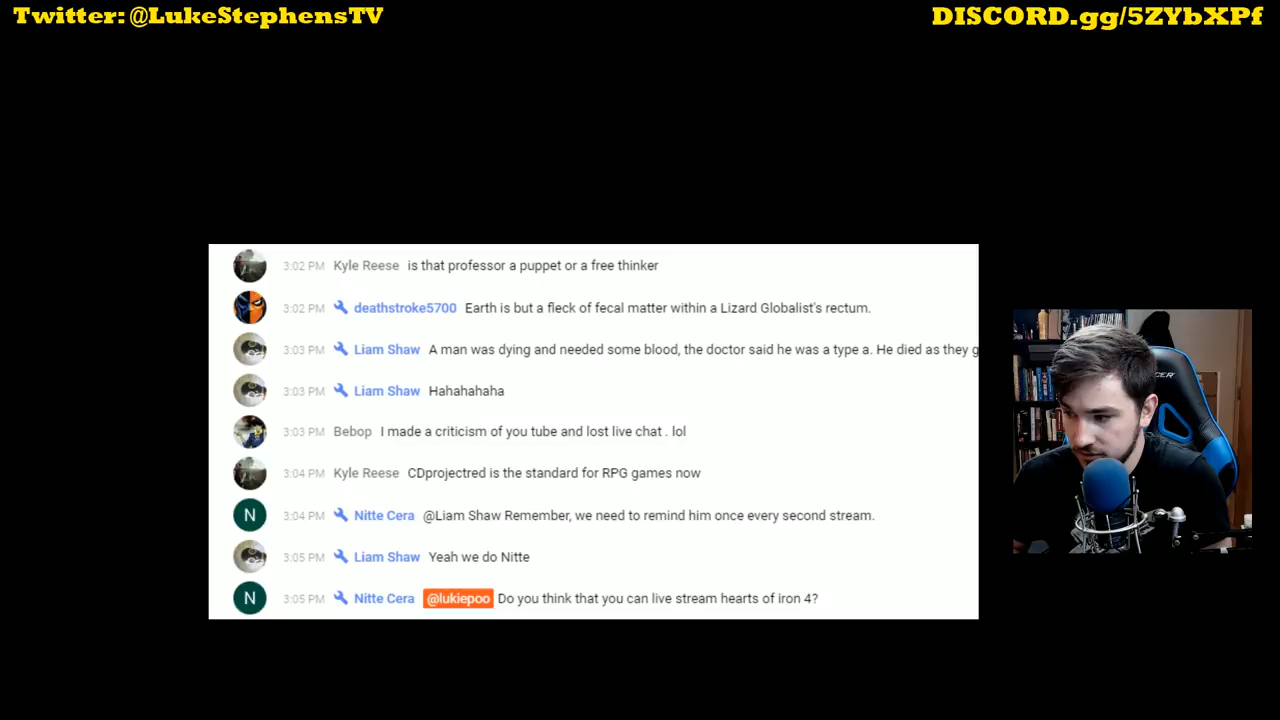 Twitter: @LukeStephensTV
DISCORD.gg/5ZYbXPf
3:02 PM Kyle Reese is that professor a puppet or a free thinker
3:02 PM deathstroke5700 Earth is but a fleck of fecal matter within a Lizard Globalist's rectum.
3:03 PM Liam Shaw A man was dying and needed some blood, the doctor said he was a type a. He died as they g
3:03 PM Liam Shaw Hahahahaha
3:03 PM Bebop I made a criticism of you tube and lost live chat . lol
3:04 PM Kyle Reese CDprojectred is the standard for RPG games now
N 3:04 PM Nitte Cera @Liam Shaw Remember, we need to remind him once every second stream.
3:05 PM Liam Shaw Yeah we do Nitte
N 3:05 PM Nitte Cera @lukiepoo Do you think that you can live stream hearts of iron 4?